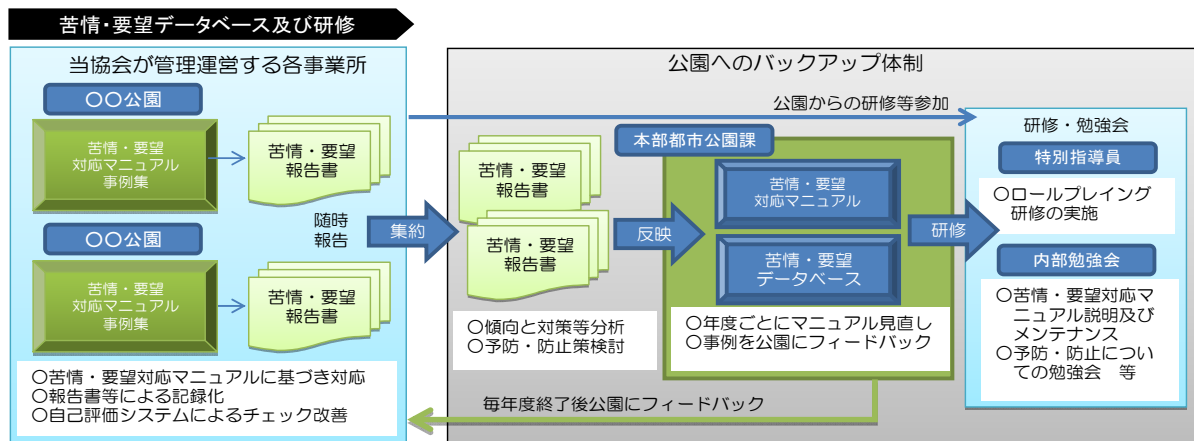 苦情・要望データベース及び研修
当協会が管理運営する各事業所
〇〇公園
苦情・要望
対応マニュアル
事例集
苦情・要望
報告書
随時
報告
〇〇公園
苦情・要望
対応マニュアル
事例集
苦情・要望
報告書
〇苦情・要望対応マニュアルに基づき対応
〇報告書等による記録化
〇自己評価システムによるチェック改善
集約
公園へのバックアップ体制
公園からの研修等参加
苦情・要望
報告書
苦情・要望
報告書
〇傾向と対策等分析
〇予防・防止策検討
反映
本部都市公園課
苦情・要望
対応マニュアル
苦情・要望
データベース
〇年度ごとにマニュアル見直し
〇事例を公園にフィードバック
研修
研修・勉強会
特別指導員
〇ロールプレイング
研修の実施
内部勉強会
〇苦情・要望対応マ
ニュアル説明及び
メンテナンス
〇予防・防止につい
ての勉強会　等
毎年度終了後公園にフィードバック